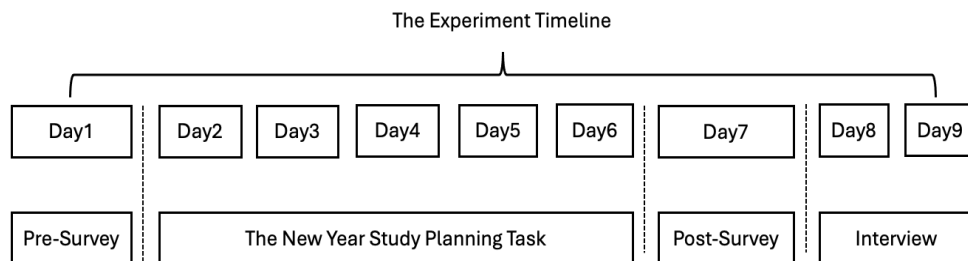 The Experiment Timeline
Day1 Day2 Day3 Day4 Day5 Day6 Day7 Day8 Day9
Pre-Survey The New Year Study Planning Task Post-Survey Interview